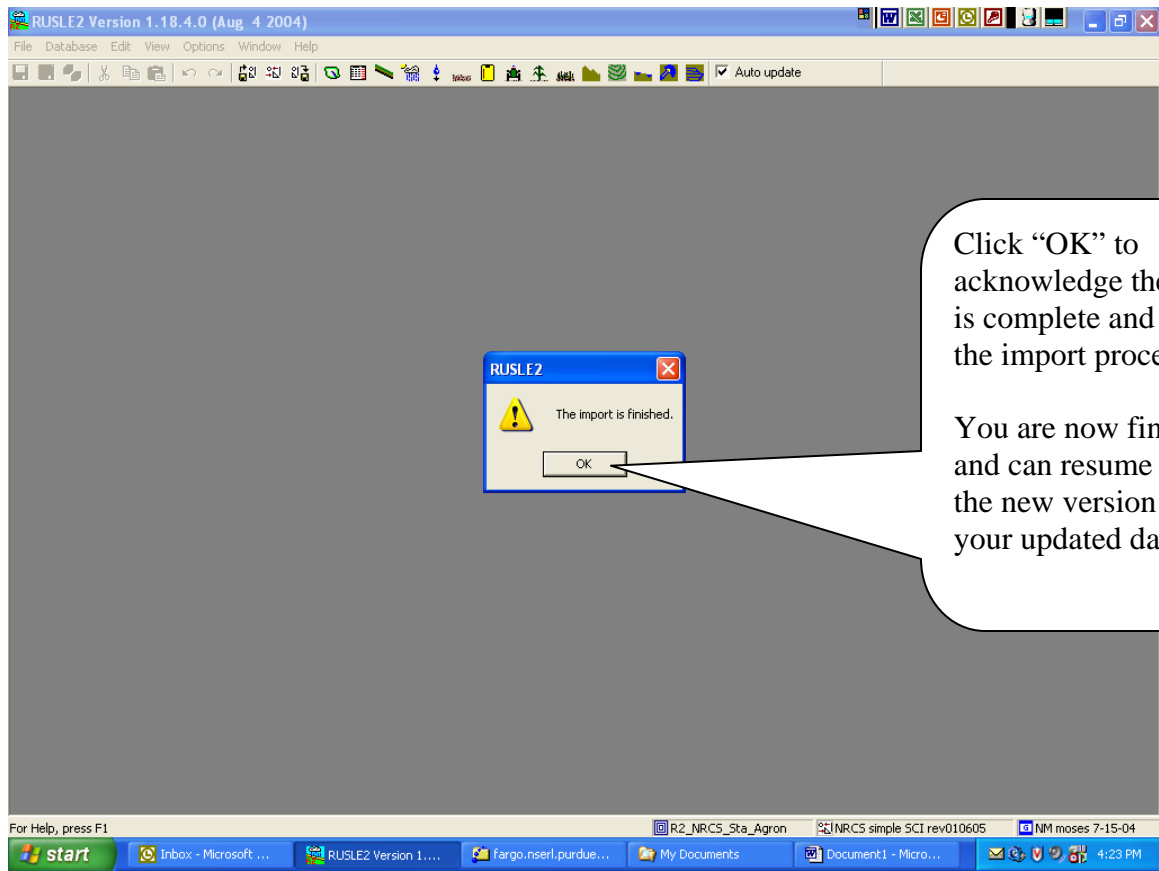 RUSLE2 Version 1.18.4.0 (Aug 4 2004)
File Database Edit View Options Window Help
Auto update
Click “OK” to
acknowledge the
is complete and
the import proce
You are now fin
and can resume
the new version
your updated da
RUSLE2
The import is finished.
OK
For Help, press F1
R2_NRCS_Sta_Agron
NRCS simple SCI rev010605
NM moses 7-15-04
start
Inbox - Microsoft ...
RUSLE2 Version 1....
fargo.nserl.purdue...
My Documents
Document1 - Micro...
4:23 PM